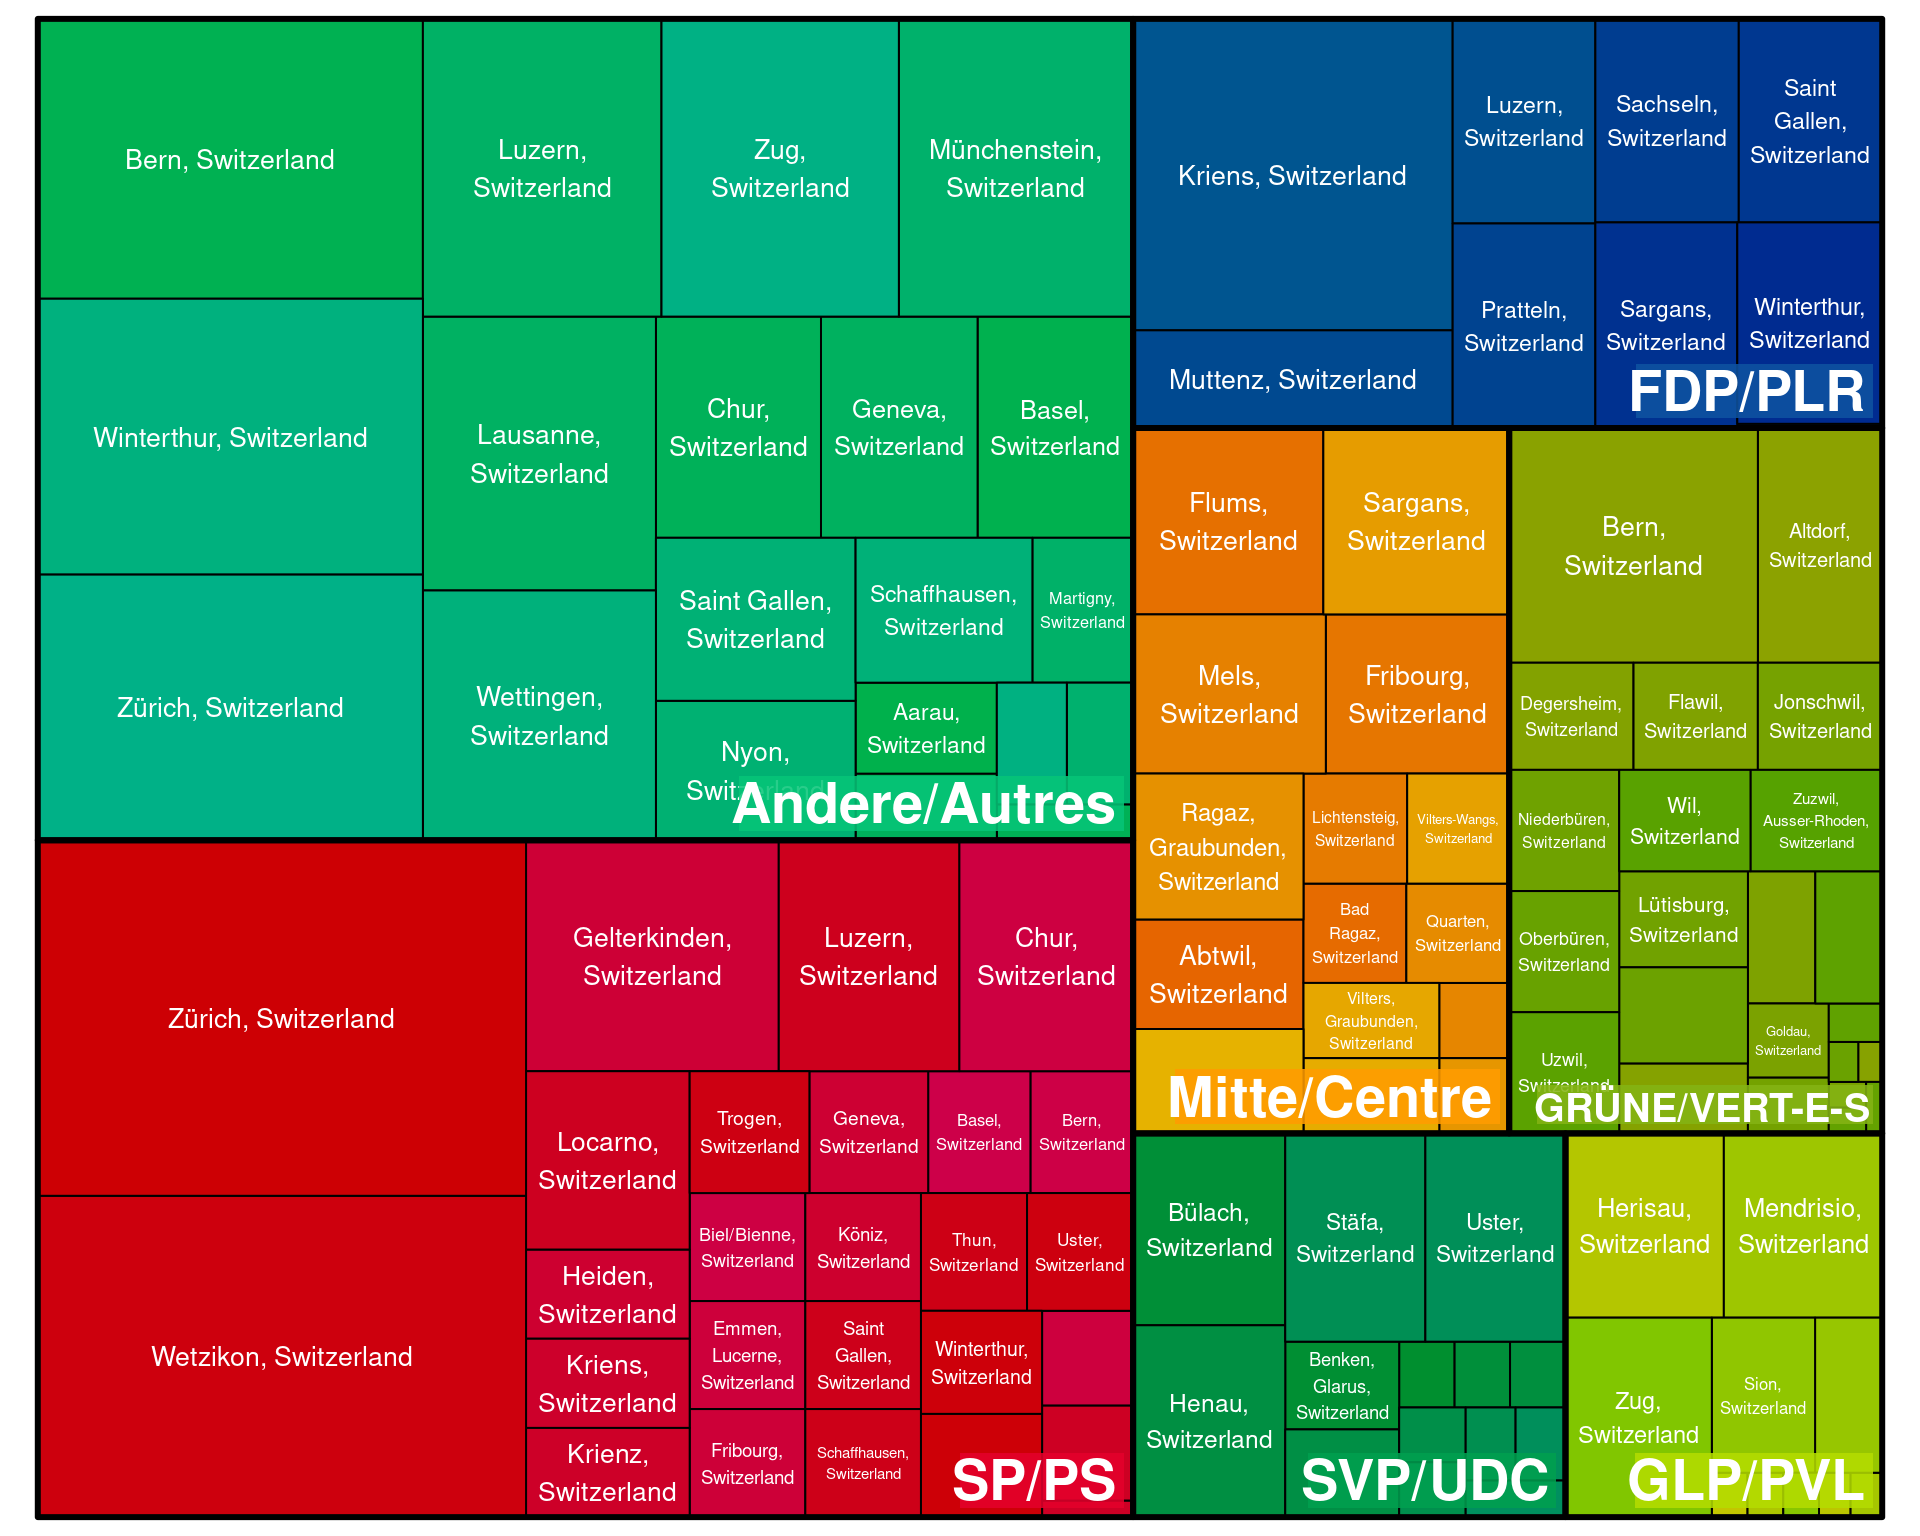 Bern, Switzerland
Winterthur, Switzerland
Zürich, Switzerland
Luzern,
Switzerland
Zug,
Switzerland
Münchenstein,
Switzerland
Lausanne,
Switzerland
Wettingen,
Switzerland
Chur,
Switzerland
Geneva,
Switzerland
Basel,
Switzerland
Saint Gallen,
Switzerland
Schaffhausen,
Switzerland
Martigny,
Switzerland
Nyon,
Switzerland
Aarau,
Switzerland
Andere/Autres
Zürich, Switzerland
Wetzikon, Switzerland
Gelterkinden,
Switzerland
Luzern,
Switzerland
Chur,
Switzerland
Locarno,
Switzerland
Heiden,
Switzerland
Kriens,
Switzerland
Krienz,
Switzerland
Trogen,
Switzerland
Geneva,
Switzerland
Basel,
Switzerland
Bern,
Switzerland
Biel/Bienne,
Switzerland
Köniz,
Switzerland
Thun,
Switzerland
Uster,
Switzerland
Emmen,
Lucerne,
Switzerland
Saint
Gallen,
Switzerland
Winterthur,
Switzerland
Fribourg,
Switzerland
Schaffhausen,
Switzerland
SP/PS
Kriens, Switzerland
Muttenz, Switzerland
Luzern,
Switzerland
Sachseln,
Switzerland
Saint
Gallen,
Switzerland
Pratteln,
Switzerland
Sargans,
Switzerland
Winterthur,
Switzerland
FDP/PLR
Flums,
Switzerland
Sargans,
Switzerland
Mels,
Switzerland
Fribourg,
Switzerland
Ragaz,
Graubunden,
Switzerland
Abtwil,
Switzerland
Lichtensteig,
Switzerland
Vilters-Wangs,
Switzerland
Bad
Ragaz,
Switzerland
Quarten,
Switzerland
Vilters,
Graubunden,
Switzerland
Mitte/Centre
Bern,
Switzerland
Altdorf,
Switzerland
Degersheim,
Switzerland
Flawil,
Switzerland
Jonschwil,
Switzerland
Niederbüren,
Switzerland
Wil,
Switzerland
Zuzwil,
Ausser-Rhoden,
Switzerland
Oberbüren,
Switzerland
Lütisburg,
Switzerland
Uzwil,
Switzerland
Goldau,
Switzerland
GRÜNE/VERT-E-S
Bülach,
Switzerland
Henau,
Switzerland
Stäfa,
Switzerland
Uster,
Switzerland
Benken,
Glarus,
Switzerland
SVP/UDC
Herisau,
Switzerland
Mendrisio,
Switzerland
Zug,
Switzerland
Sion,
Switzerland
GLP/PVL